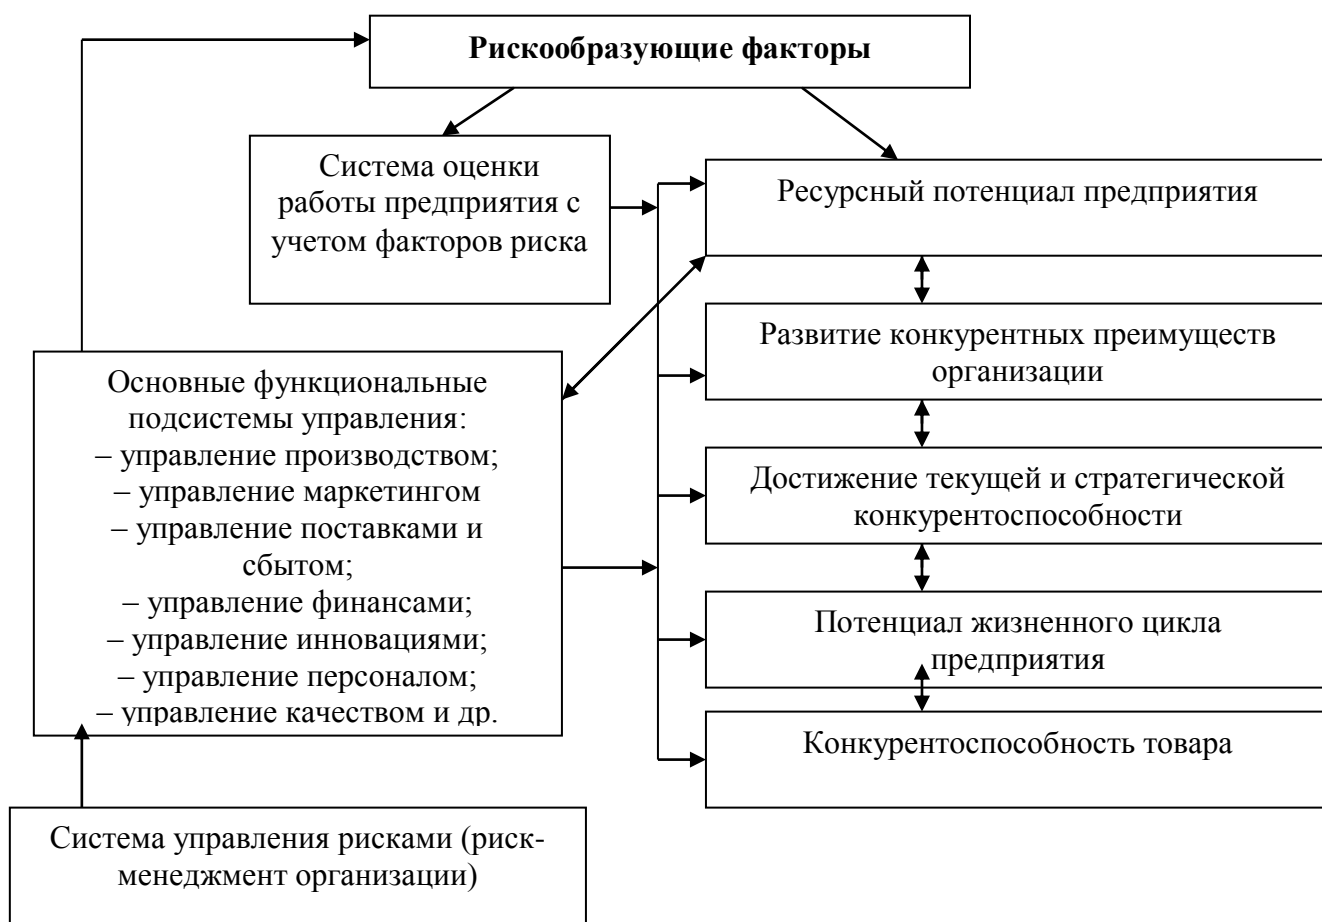 Рискообразующие факторы
Система оценки
работы предприятия с
учетом факторов риска
Ресурсный потенциал предприятия
Развитие конкурентных преимуществ
организации
Основные функциональные
подсистемы управления:
– управление производством;
– управление маркетингом
– управление поставками и
сбытом;
– управление финансами;
– управление инновациями;
– управление персоналом;
– управление качеством и др.
Достижение текущей и стратегической
конкурентоспособности
Потенциал жизненного цикла
предприятия
Конкурентоспособность товара
Система управления рисками (риск-
менеджмент организации)